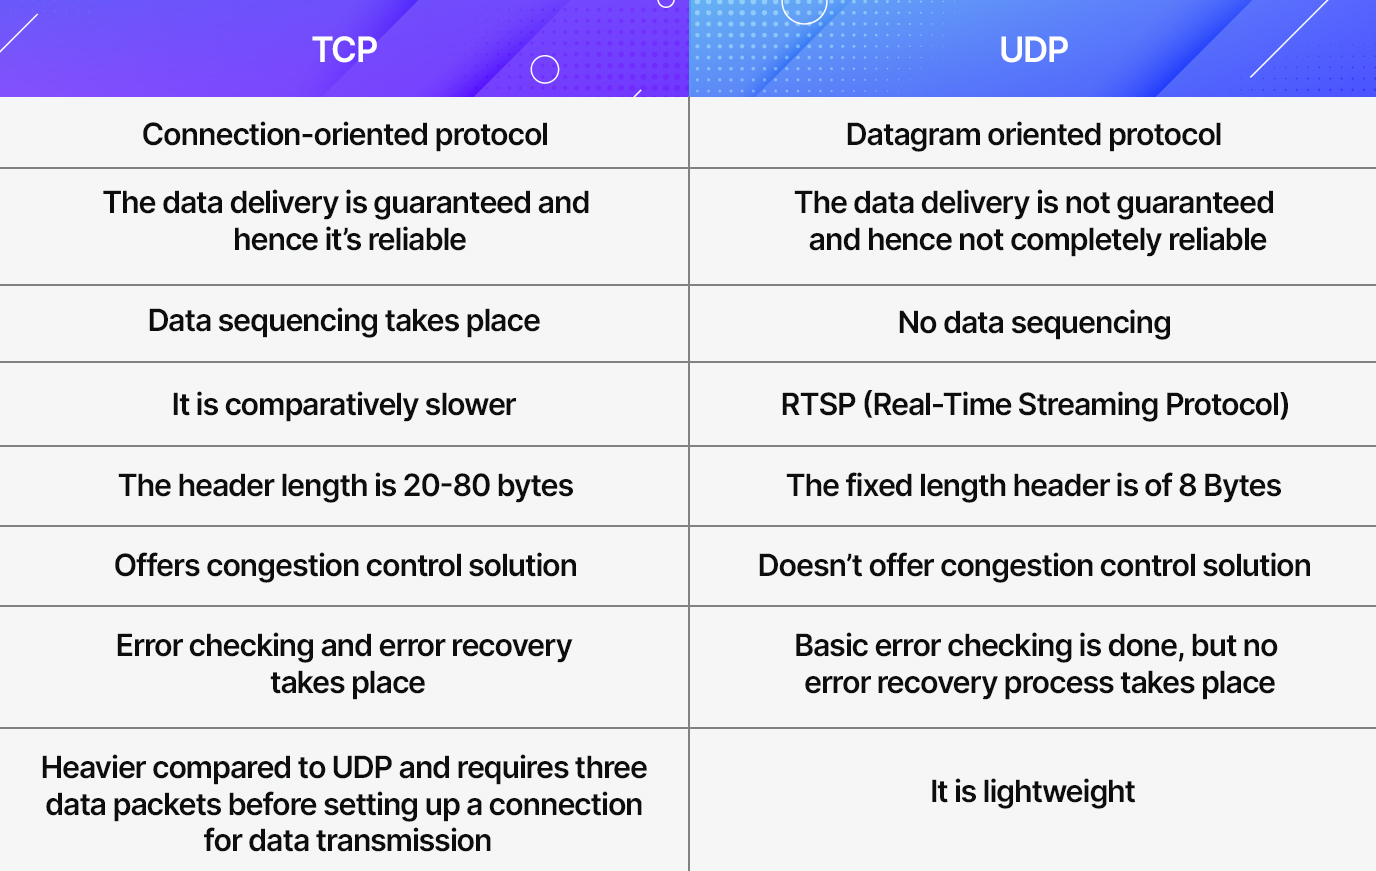 TCP
UDP
Connection-oriented protocol
Datagram oriented protocol
The data delivery is guaranteed and
hence it’s reliable
The data delivery is not guaranteed
and hence not completely reliable
Data sequencing takes place
No data sequencing
It is comparatively slower
RTSP (Real-Time Streaming Protocol)
The header length is 20-80 bytes
The fixed length header is of 8 Bytes
Offers congestion control solution
Doesn’t offer congestion control solution
Error checking and error recovery
takes place
Basic error checking is done, but no
error recovery process takes place
Heavier compared to UDP and requires three
data packets before setting up a connection
for data transmission
It is lightweight